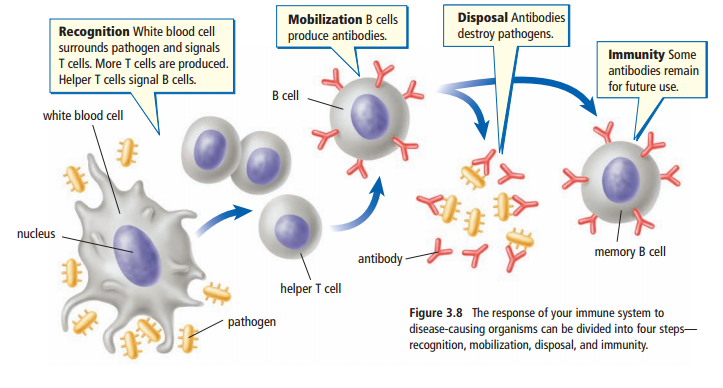 Recognition White blood cell
surrounds pathogen and signals
T cells. More T cells are produced.
Helper T cells signal B cells.
Mobilization B cells
produce antibodies.
Disposal Antibodies
destroy pathogens.
Immunity Some
antibodies remain
for future use.
B cell
white blood cell
nucleus
antibody
memory B cell
helper T cell
pathogen
Figure 3.8 The response of your immune system to
disease-causing organisms can be divided into four steps—
recognition, mobilization, disposal, and immunity.